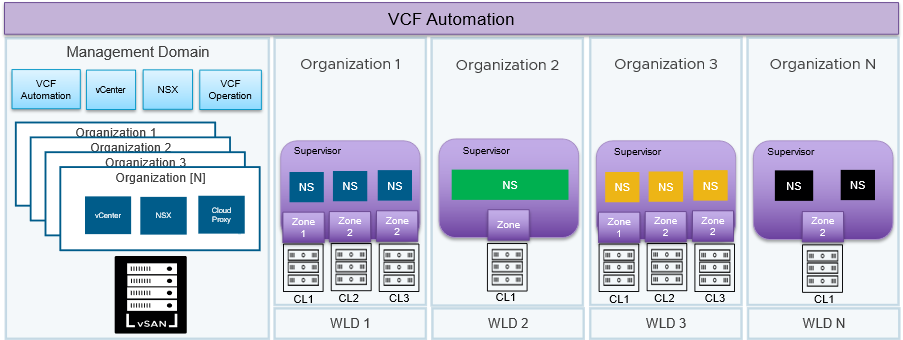 VCF Automation
Management Domain
VCF
Automation
vCenter
NSX
VCF
Operation
Organization 1
Organization 2
Organization 3
Organization [N]
vCenter
NSX
Cloud
Proxy
vSAN
Organization 1
Supervisor
NS
NS
NS
Zone
1
Zone
2
Zone
2
CL1
CL2
CL3
WLD 1
Organization 2
Supervisor
NS
Zone
CL1
WLD 2
Organization 3
Supervisor
NS
NS
NS
Zone
1
Zone
2
Zone
2
CL1
CL2
CL3
WLD 3
Organization N
Supervisor
NS
NS
Zone
2
CL1
WLD N